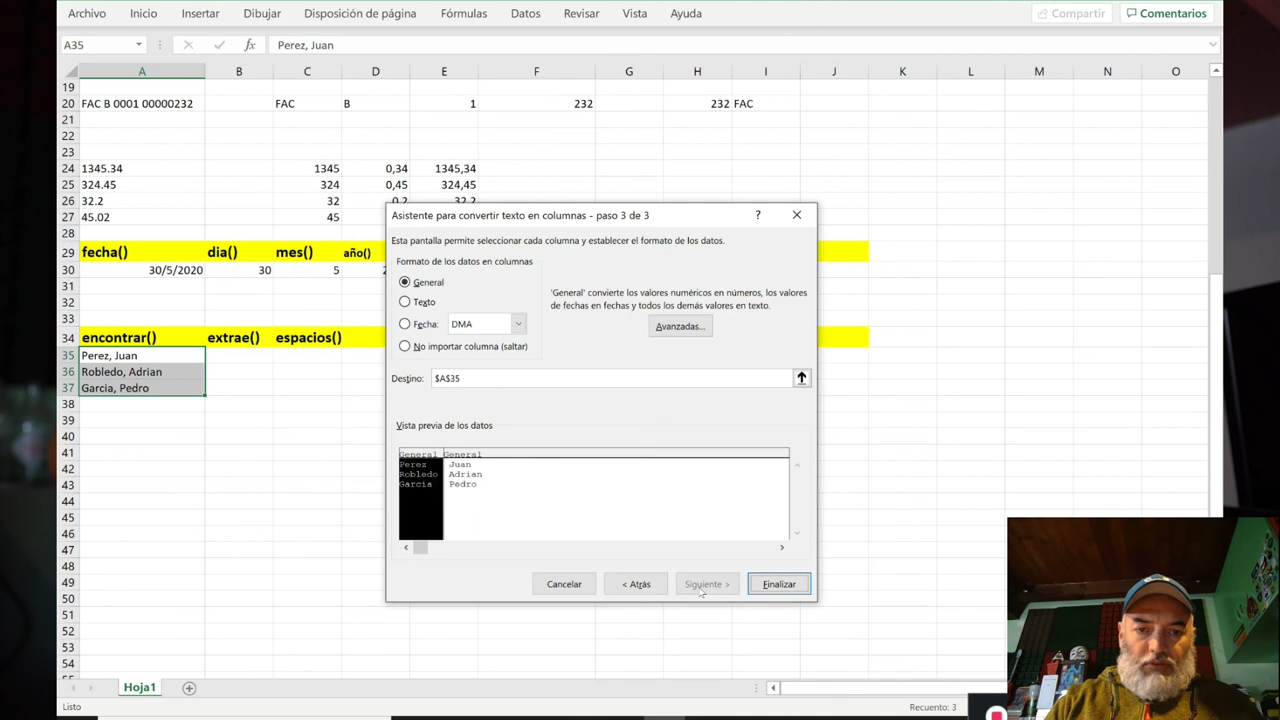 Archivo Inicio Insertar Dibujar Disposición de página Fórmulas Datos Revisar Vista Ayuda Compartir Comentarios
A35 fx Perez, Juan
A B C D E F G H I J K L M N O
19
20 FAC B 0001 00000232 FAC B 1 232 232 FAC
21
22
23
24 1345.34 1345 0,34 1345,34
25 324.45 324 0,45 324,45
26 32.2 32 0,2 32,2
27 45.02 45
28
29 fecha() dia() mes() año()
30 30/5/2020 30 5
31
32
33
34 encontrar() extrae() espacios()
35 Perez, Juan
36 Robledo, Adrian
37 Garcia, Pedro
38
39
40
41
42
43
44
45
46
47
48
49
50
51
52
53
54
Asistente para convertir texto en columnas - paso 3 de 3 ?
Esta pantalla permite seleccionar cada columna y establecer el formato de los datos.
Formato de los datos en columnas
General
Texto
Fecha: DMA
No importar columna (saltar)
'General' convierte los valores numéricos en números, los valores
de fechas en fechas y todos los demás valores en texto.
Avanzadas...
Destino: $A$35
Vista previa de los datos
General General
Perez Juan
Robledo Adrian
Garcia Pedro
Cancelar < Atrás Siguiente > Finalizar
Hoja1
Listo Recuento: 3